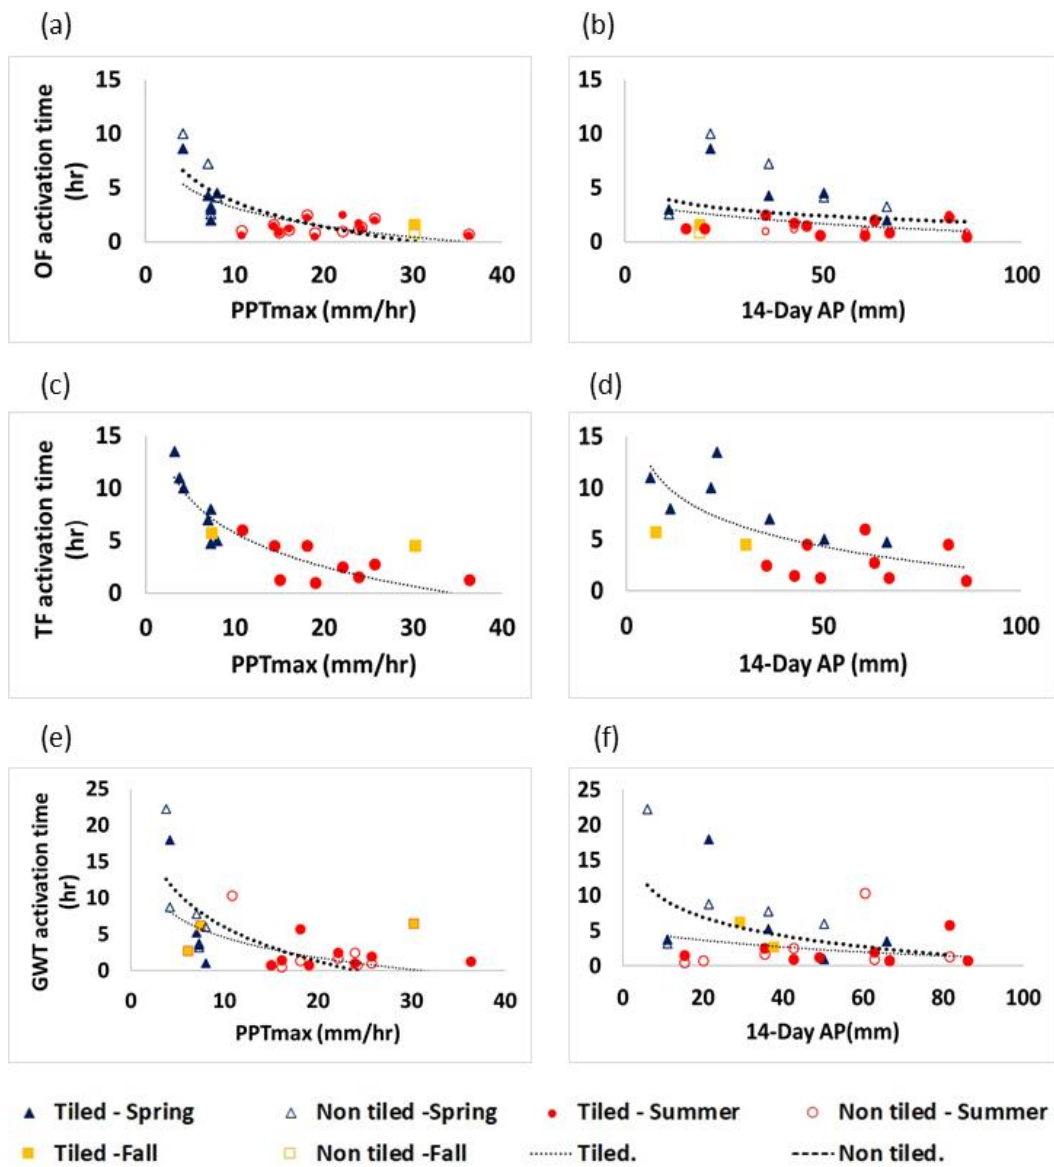 (a)
(b)
OF activation time
(hr)
15
10
5
0
0 10 20 30 40
PPTmax (mm/hr)
15
10
5
0
0 50 100
14-Day AP (mm)
(c)
(d)
TF activation time
(hr)
15
10
5
0
0 10 20 30 40
PPTmax (mm/hr)
15
10
5
0
0 50 100
14-Day AP (mm)
(e)
(f)
GWT activation time
(hr)
25
20
15
10
5
0
0 10 20 30 40
PPTmax (mm/hr)
25
20
15
10
5
0
0 20 40 60 80 100
14-Day AP(mm)
Tiled - Spring Non tiled -Spring Tiled - Summer Non tiled - Summer
Tiled -Fall Non tiled -Fall Tiled. Non tiled.